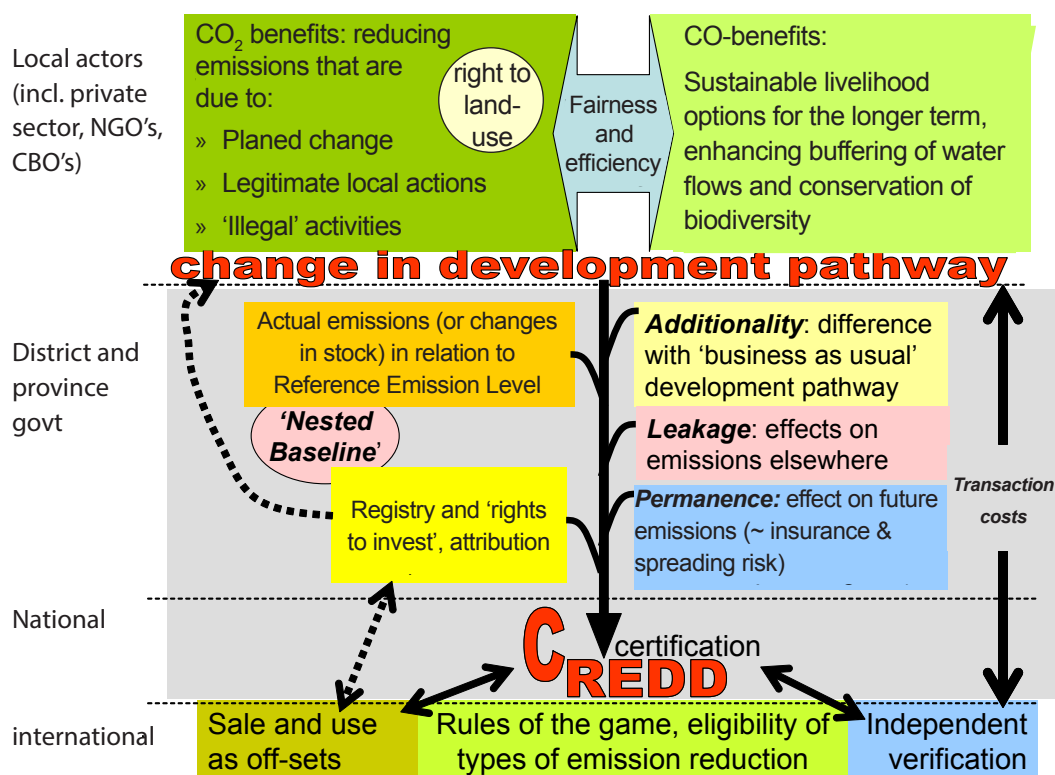 Local actors
(incl. private
sector, NGO's,
CBO's)
CO2 benefits: reducing
emissions that are
due to:
» Planed change
» Legitimate local actions
» 'Illegal' activities
right to
land-
use
Fairness
and
efficiency
CO-benefits:
Sustainable livelihood
options for the longer term,
enhancing buffering of water
flows and conservation of
biodiversity
change in development pathway
District and
province
govt
Actual emissions (or changes
in stock) in relation to
Reference Emission Level
'Nested
Baseline'
Registry and 'rights
to invest', attribution
Additionality: difference
with 'business as usual'
development pathway
Leakage: effects on
emissions elsewhere
Permanence: effect on future
emissions (~ insurance &
spreading risk)
Transaction
costs
National
certification
CREDD
international
Sale and use
as off-sets
Rules of the game, eligibility of
types of emission reduction
Independent
verification